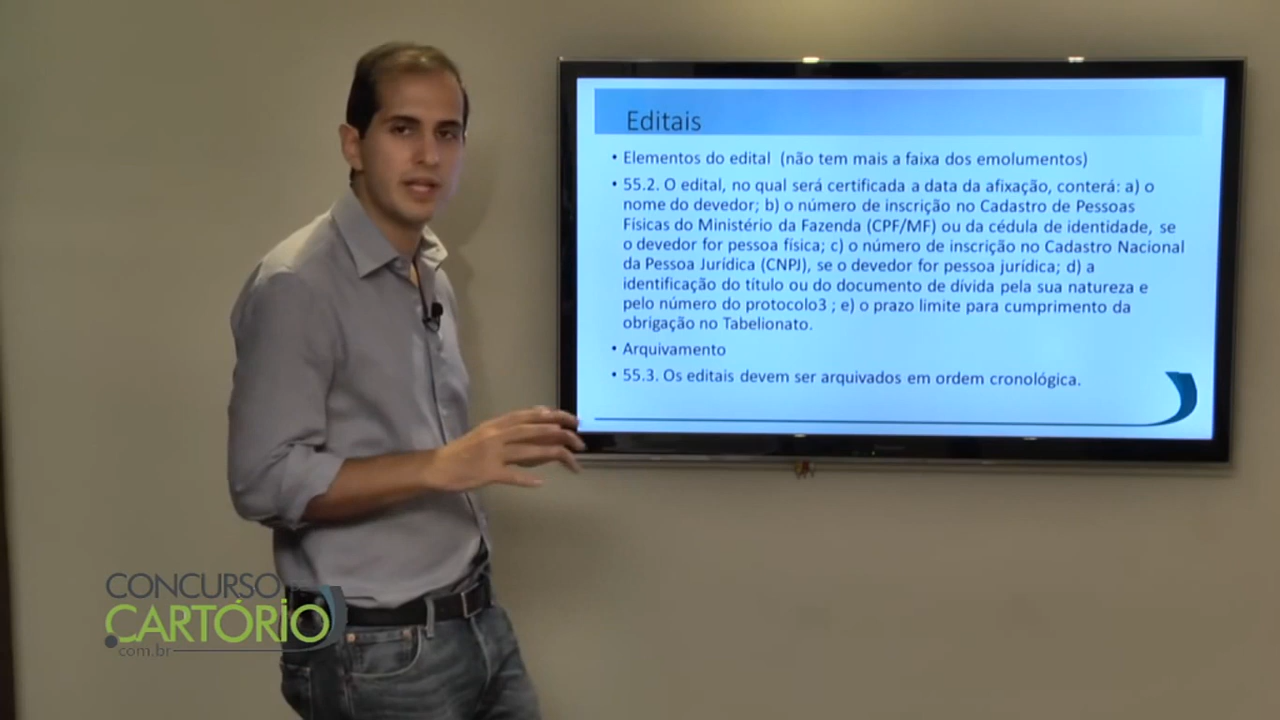 Editais
• Elementos do edital (não tem mais a faixa dos emolumentos)
• 55.2. O edital, no qual será certificada a data da afixação, conterá: a) o
nome do devedor; b) o número de inscrição no Cadastro de Pessoas
Físicas do Ministério da Fazenda (CPF/MF) ou da cédula de identidade, se
o devedor for pessoa física; c) o número de inscrição no Cadastro Nacional
da Pessoa Jurídica (CNPJ), se o devedor for pessoa jurídica; d) a
identificação do título ou do documento de dívida pela sua natureza e
pelo número do protocolo3 ; e) o prazo limite para cumprimento da
obrigação no Tabelionato.
• Arquivamento
• 55.3. Os editais devem ser arquivados em ordem cronológica.
CONCURSO
CARTÓRIO
.com.br